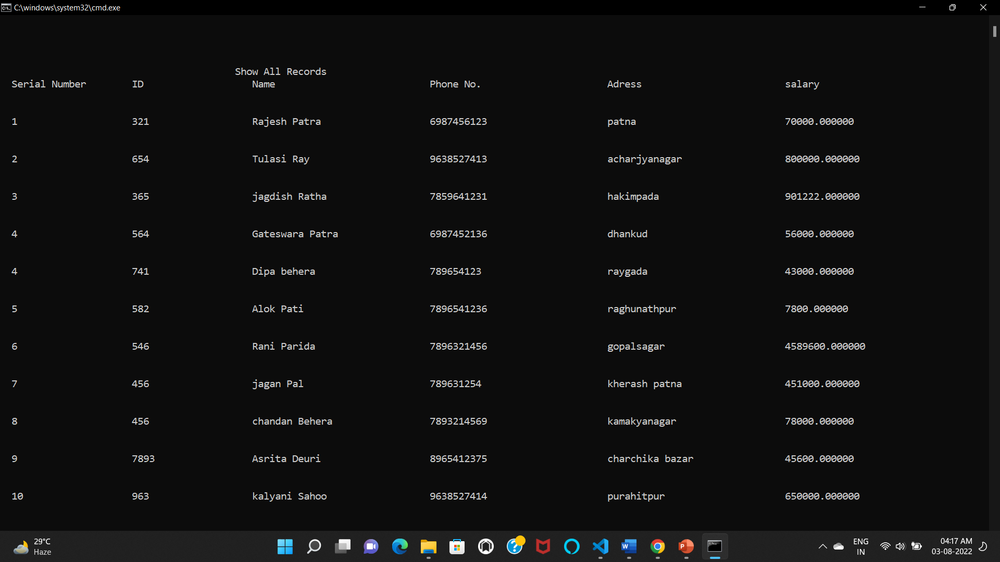 C:\windows\system32\cmd.exe
Show All Records
Serial Number ID Name Phone No. Adress salary
1 321 Rajesh Patra 6987456123 patna 70000.000000
2 654 Tulasi Ray 9638527413 acharjyanagar 800000.000000
3 365 jagdish Ratha 7859641231 hakimpada 901222.000000
4 564 Gateswara Patra 6987452136 dhankud 56000.000000
4 741 Dipa behera 789654123 raygada 43000.000000
5 582 Alok Pati 7896541236 raghunathpur 7800.000000
6 546 Rani Parida 7896321456 gopalsagar 4589600.000000
7 456 jagan Pal 789631254 kherash patna 451000.000000
8 456 chandan Behera 7893214569 kamakyanagar 78000.000000
9 7893 Asrita Deuri 8965412375 charchika bazar 45600.000000
10 963 kalyani Sahoo 9638527414 purahitpur 650000.000000
29°C
Haze
ENG
IN
04:17 AM
03-08-2022